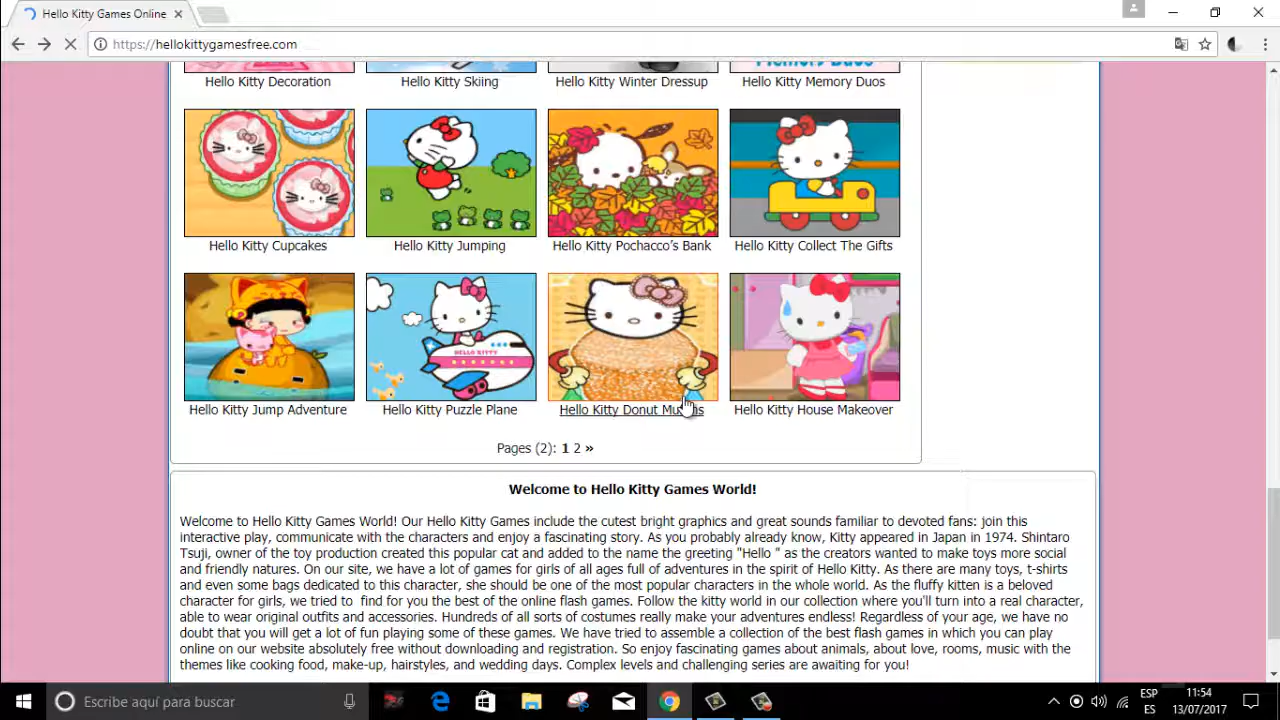 Hello Kitty Games Online
https://hellokittygamesfree.com
Memory Duos
Hello Kitty Decoration
Hello Kitty Skiing
Hello Kitty Winter Dressup
Hello Kitty Memory Duos
Hello Kitty Cupcakes
Hello Kitty Jumping
Hello Kitty Pochacco's Bank
Hello Kitty Collect The Gifts
HELLO KITTY
Hello Kitty Jump Adventure
Hello Kitty Puzzle Plane
Hello Kitty Donut
Hello Kitty House Makeover
Pages (2): 1 2 »
Welcome to Hello Kitty Games World!
Welcome to Hello Kitty Games World! Our Hello Kitty Games include the cutest bright graphics and great sounds familiar to devoted fans: join this
interactive play, communicate with the characters and enjoy a fascinating story. As you probably already know, Kitty appeared in Japan in 1974. Shintaro
Tsuji, owner of the toy production created this popular cat and added to the name the greeting "Hello " as the creators wanted to make toys more social
and friendly natures. On our site, we have a lot of games for girls of all ages full of adventures in the spirit of Hello Kitty. As there are many toys, t-shirts
and even some bags dedicated to this character, she should be one of the most popular characters in the whole world. As the fluffy kitten is a beloved
character for girls, we tried to find for you the best of the online flash games. Follow the kitty world in our collection where you'll turn into a real character,
able to wear original outfits and accessories. Hundreds of all sorts of costumes really make your adventures endless! Regardless of your age, we have no
doubt that you will get a lot of fun playing some of these games. We have tried to assemble a collection of the best flash games in which you can play
online on our website absolutely free without downloading and registration. So enjoy fascinating games about animals, about love, rooms, music with the
themes like cooking food, make-up, hairstyles, and wedding days. Complex levels and challenging series are awaiting for you!
Escribe aquí para buscar
ESP
ES
11:54
13/07/2017